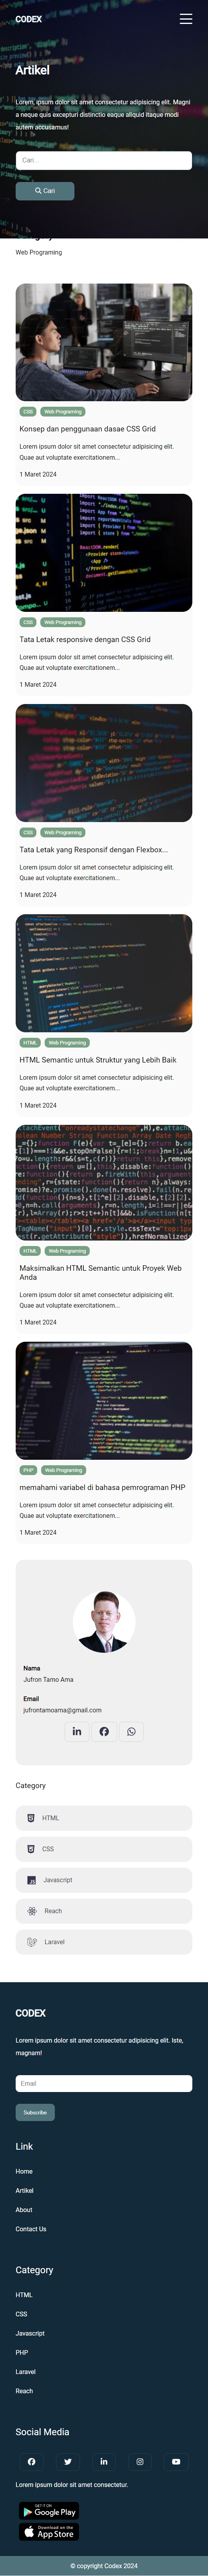 CODEX
Artikel
Lorem, ipsum dolor sit amet consectetur adipisicing elit. Magni
a neque quis excepturi distinctio eaque aliquid itaque modi
autem accusamus!
Cari...
Cari
Web Programing
CSS
Web Programing
Konsep dan penggunaan dasae CSS Grid
Lorem ipsum dolor sit amet consectetur adipisicing elit.
Quae aut voluptate exercitationem...
1 Maret 2024
CSS
Web Programing
Tata Letak responsive dengan CSS Grid
Lorem ipsum dolor sit amet consectetur adipisicing elit.
Quae aut voluptate exercitationem...
1 Maret 2024
CSS
Web Programing
Tata Letak yang Responsif dengan Flexbox...
Lorem ipsum dolor sit amet consectetur adipisicing elit.
Quae aut voluptate exercitationem...
1 Maret 2024
HTML
Web Programing
HTML Semantic untuk Struktur yang Lebih Baik
Lorem ipsum dolor sit amet consectetur adipisicing elit.
Quae aut voluptate exercitationem...
1 Maret 2024
HTML
Web Programing
Maksimalkan HTML Semantic untuk Proyek Web
Anda
Lorem ipsum dolor sit amet consectetur adipisicing elit.
Quae aut voluptate exercitationem...
1 Maret 2024
PHP
Web Programing
memahami variabel di bahasa pemrograman PHP
Lorem ipsum dolor sit amet consectetur adipisicing elit.
Quae aut voluptate exercitationem...
1 Maret 2024
Nama
Jufron Tamo Ama
Email
jufrontamoama@gmail.com
Category
HTML
CSS
Javascript
Reach
Laravel
CODEX
Lorem ipsum dolor sit amet consectetur adipisicing elit. Iste,
magnam!
Email
Subscribe
Link
Home
Artikel
About
Contact Us
Category
HTML
CSS
Javascript
PHP
Laravel
Reach
Social Media
Lorem ipsum dolor sit amet consectetur.
GET IT ON
Google Play
Download on the
App Store
© copyright Codex 2024